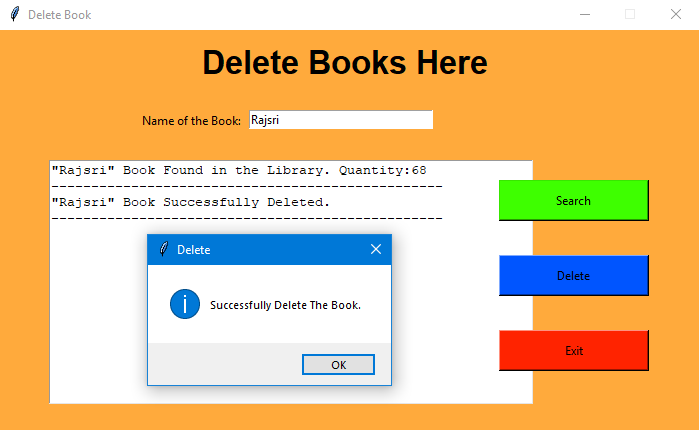 Delete Book
Delete Books Here
Name of the Book: Rajsri
"Rajsri" Book Found in the Library. Quantity:68
-------------------------------------------------
"Rajsri" Book Successfully Deleted.
-------------------------------------------------
Search
Delete
Exit
Delete
Successfully Delete The Book.
OK